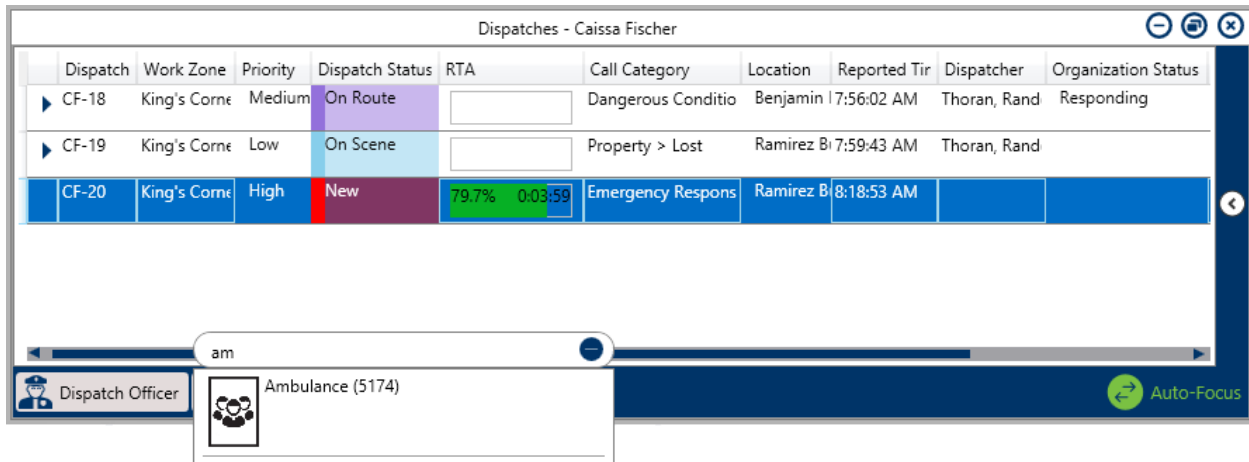 Dispatches - Caissa Fischer
Dispatch Work Zone Priority Dispatch Status RTA Call Category Location Reported Tir Dispatcher Organization Status
CF-18 King's Corne Medium On Route Dangerous Conditio Benjamin 7:56:02 AM Thoran, Rand Responding
CF-19 King's Corne Low On Scene Property > Lost Ramirez B 7:59:43 AM Thoran, Rand
CF-20 King's Corne High New 79.7% 0:03:59 Emergency Respons Ramirez B 8:18:53 AM
am
Dispatch Officer Auto-Focus
Ambulance (5174)